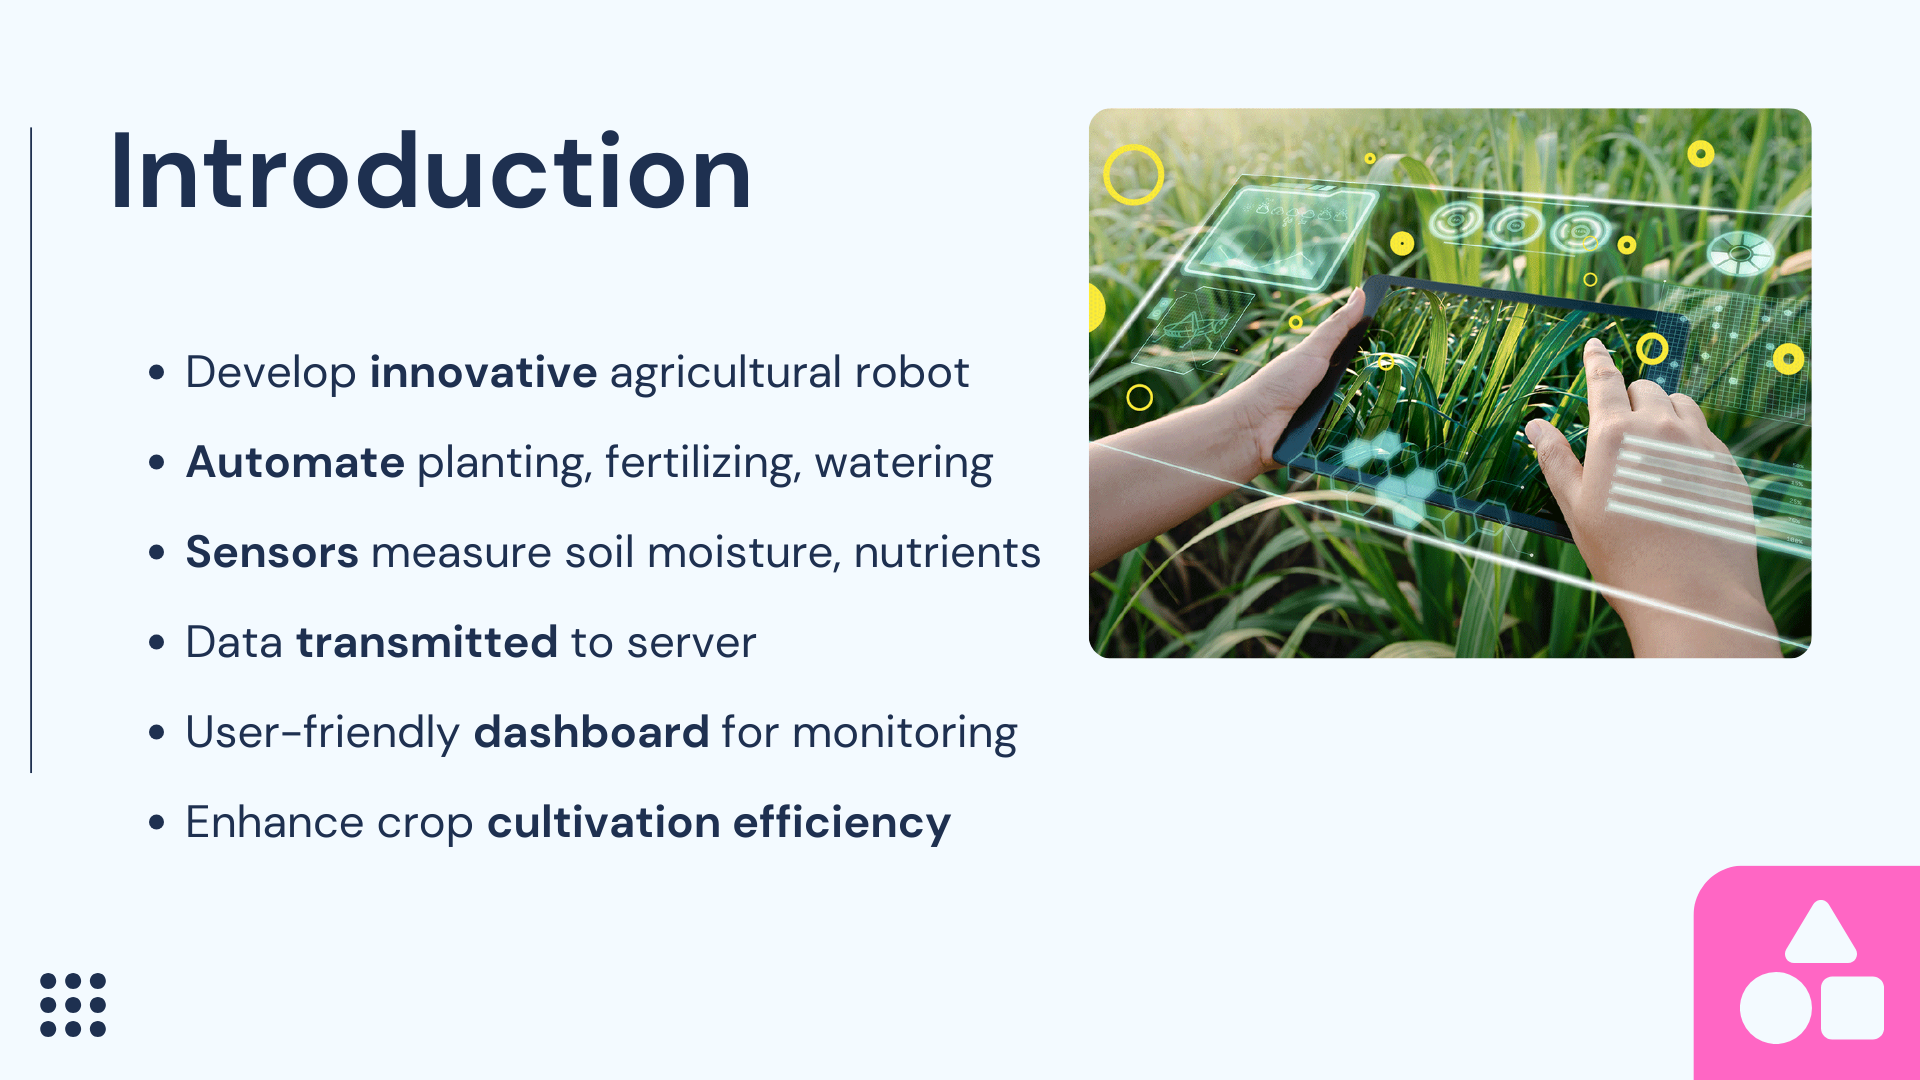 Introduction
Develop innovative agricultural robot
Automate planting, fertilizing, watering
Sensors measure soil moisture, nutrients
Data transmitted to server
User-friendly dashboard for monitoring
Enhance crop cultivation efficiency